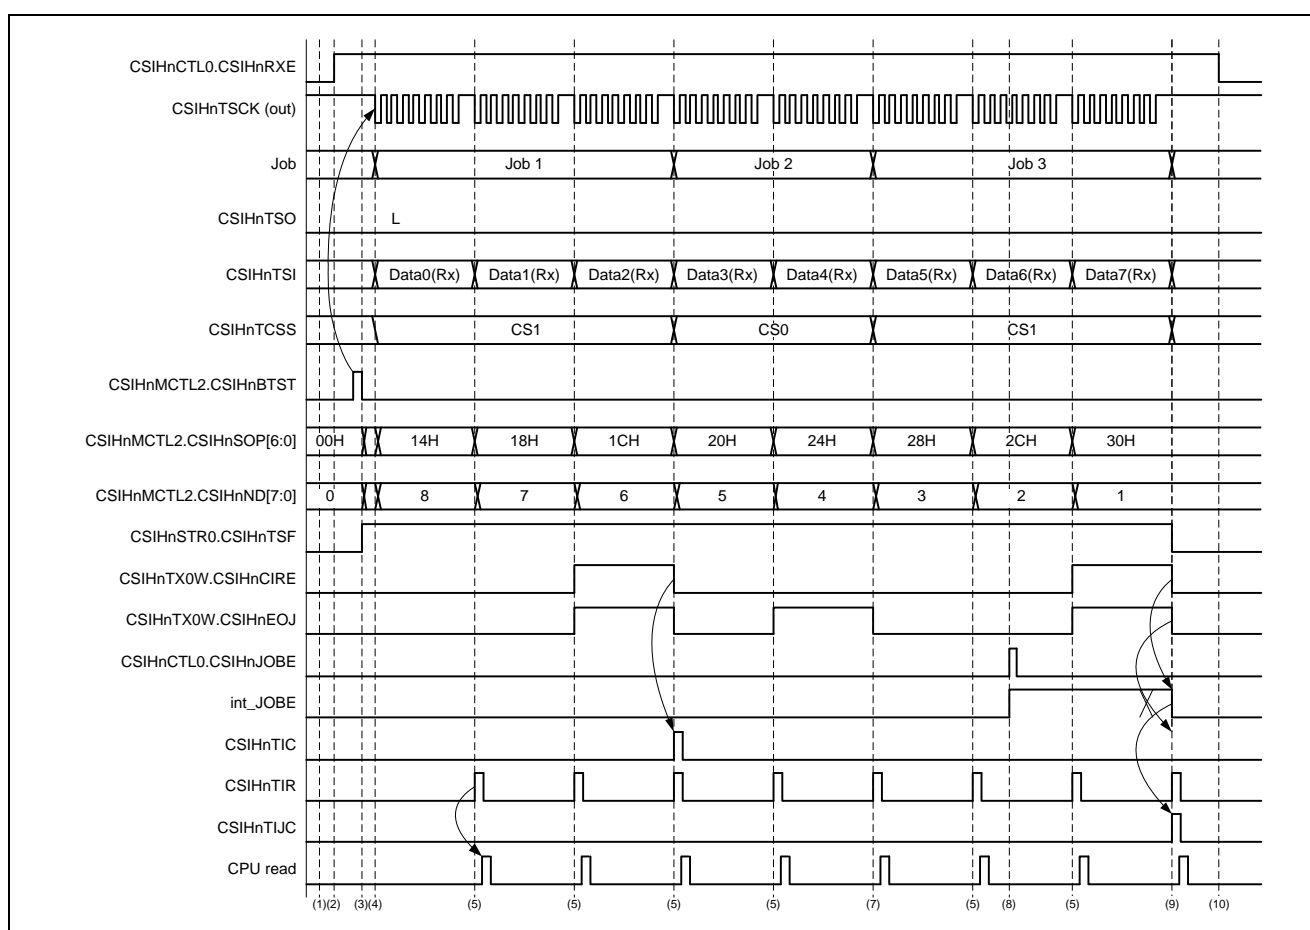 CSIHnCTL0.CSIHnRXE
CSIHnTSCK (out)
Job Job 1 Job 2 Job 3
CSIHnTSO L
CSIHnTSI Data0(Rx) Data1(Rx) Data2(Rx) Data3(Rx) Data4(Rx) Data5(Rx) Data6(Rx) Data7(Rx)
CSIHnTCSS CS1 CS0 CS1
CSIHnMCTL2.CSIHnBTST
CSIHnMCTL2.CSIHnSOP[6:0] 00H 14H 18H 1CH 20H 24H 28H 2CH 30H
CSIHnMCTL2.CSIHnND[7:0] 0 8 7 6 5 4 3 2 1
CSIHnSTR0.CSIHnTSF
CSIHnTX0W.CSIHnCIRE
CSIHnTX0W.CSIHnEOJ
CSIHnCTL0.CSIHnJOBE
int_JOBE
CSIHnTIC
CSIHnTIR
CSIHnTIJC
CPU read
(1)(2) (3)(4) (5) (5) (5) (5) (7) (5) (8) (5) (9) (10)